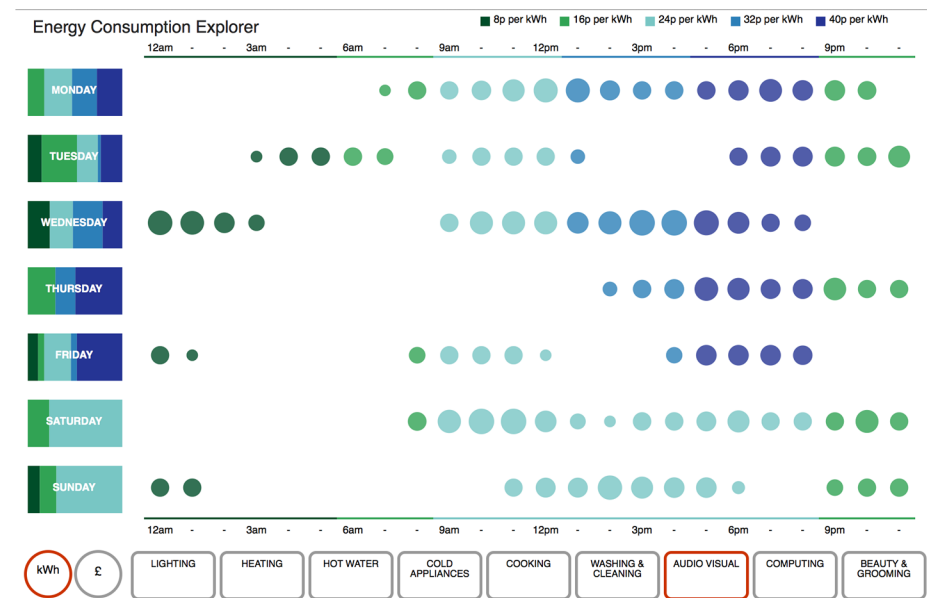 Energy Consumption Explorer
8p per kWh 16p per kWh 24p per kWh 32p per kWh 40p per kWh
12am - - 3am - - 6am - - 9am - - 12pm - - 3pm - - 6pm - - 9pm - -
MONDAY
TUESDAY
WEDNESDAY
THURSDAY
FRIDAY
SATURDAY
SUNDAY
12am - - 3am - - 6am - - 9am - - 12pm - - 3pm - - 6pm - - 9pm - -
kWh
£
LIGHTING
HEATING
HOT WATER
COLD
APPLIANCES
COOKING
WASHING &
CLEANING
AUDIO VISUAL
COMPUTING
BEAUTY &
GROOMING